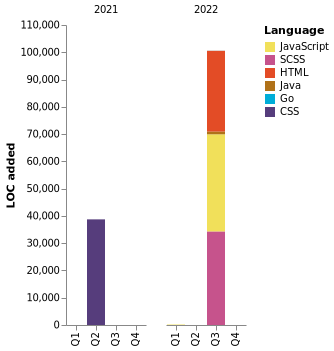 2021
2022
LOC added
110,000
100,000
90,000
80,000
70,000
60,000
50,000
40,000
30,000
20,000
10,000
0
Q1
Q2
Q3
Q4
Q1
Q2
Q3
Q4
Language
JavaScript
SCSS
HTML
Java
Go
CSS